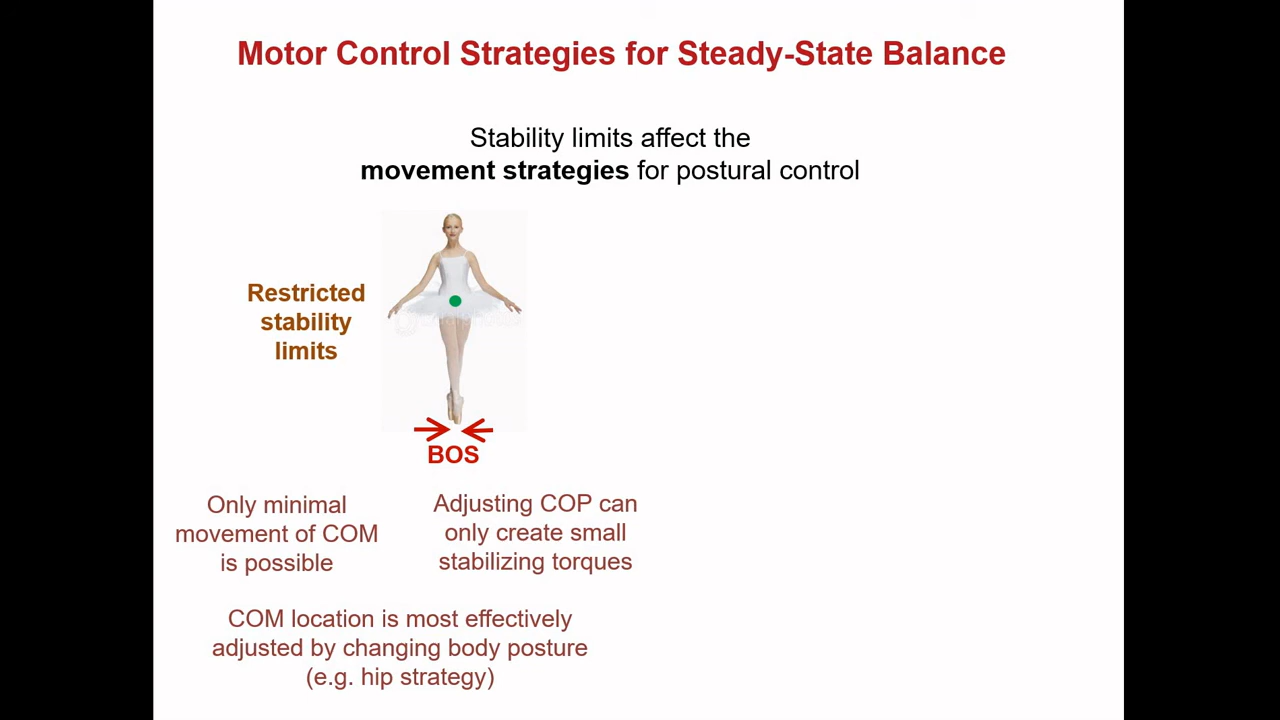 Motor Control Strategies for Steady-State Balance
Stability limits affect the
movement strategies for postural control
Restricted
stability
limits
BOS
Only minimal
movement of COM
is possible
Adjusting COP can
only create small
stabilizing torques
COM location is most effectively
adjusted by changing body posture
(e.g. hip strategy)